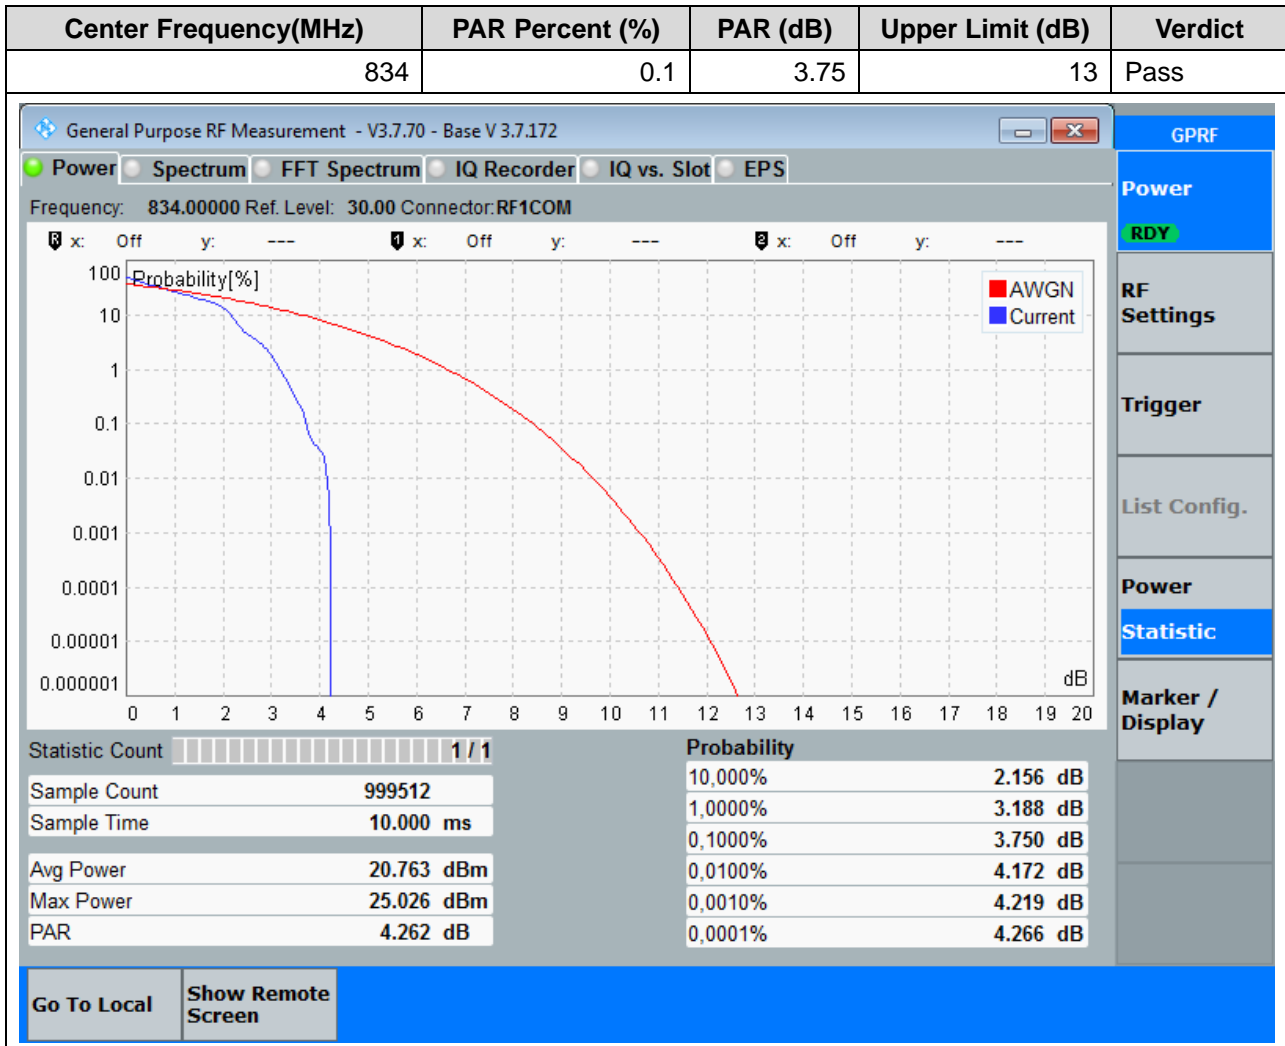 Center Frequency(MHz) PAR Percent (%) PAR (dB) Upper Limit (dB) Verdict
834 0.1 3.75 13 Pass
General Purpose RF Measurement - V3.7.70 - Base V 3.7.172
GPRF
Power Spectrum FFT Spectrum IQ Recorder IQ vs. Slot EPS
Frequency: 834.00000 Ref. Level: 30.00 Connector: RF1COM
R x: Off y: --- 1 x: Off y: --- 2 x: Off y: ---
Probability[%]
100
10
1
0.1
0.01
0.001
0.0001
0.00001
0.000001
AWGN
Current
dB
0 1 2 3 4 5 6 7 8 9 10 11 12 13 14 15 16 17 18 19 20
Statistic Count 1 / 1
Sample Count 999512
Sample Time 10.000 ms
Avg Power 20.763 dBm
Max Power 25.026 dBm
PAR 4.262 dB
Probability
10,000% 2.156 dB
1,0000% 3.188 dB
0,1000% 3.750 dB
0,0100% 4.172 dB
0,0010% 4.219 dB
0,0001% 4.266 dB
Power
RDY
RF
Settings
Trigger
List Config.
Power
Statistic
Marker /
Display
Go To Local
Show Remote
Screen